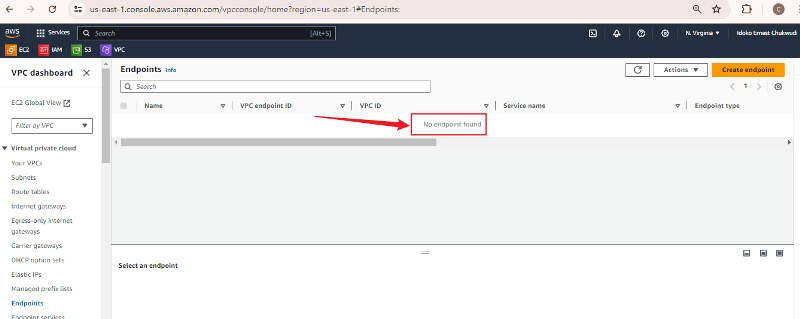 us-east-1.console.aws.amazon.com/vpcconsole/home?region=us-east-1#Endpoints:
C
aws Services Search [Alt+S] N. Virginia Idoko Ernest Chukwudi
EC2 IAM S3 VPC
VPC dashboard
EC2 Global View
Filter by VPC
Virtual private cloud
Your VPCs
Subnets
Route tables
Internet gateways
Egress-only internet
gateways
Carrier gateways
DHCP option sets
Elastic IPs
Managed prefix lists
Endpoints
Endpoint services
Endpoints Info
Actions
Create endpoint
Search
1
Name VPC endpoint ID VPC ID Service name Endpoint type
No endpoint found
Select an endpoint